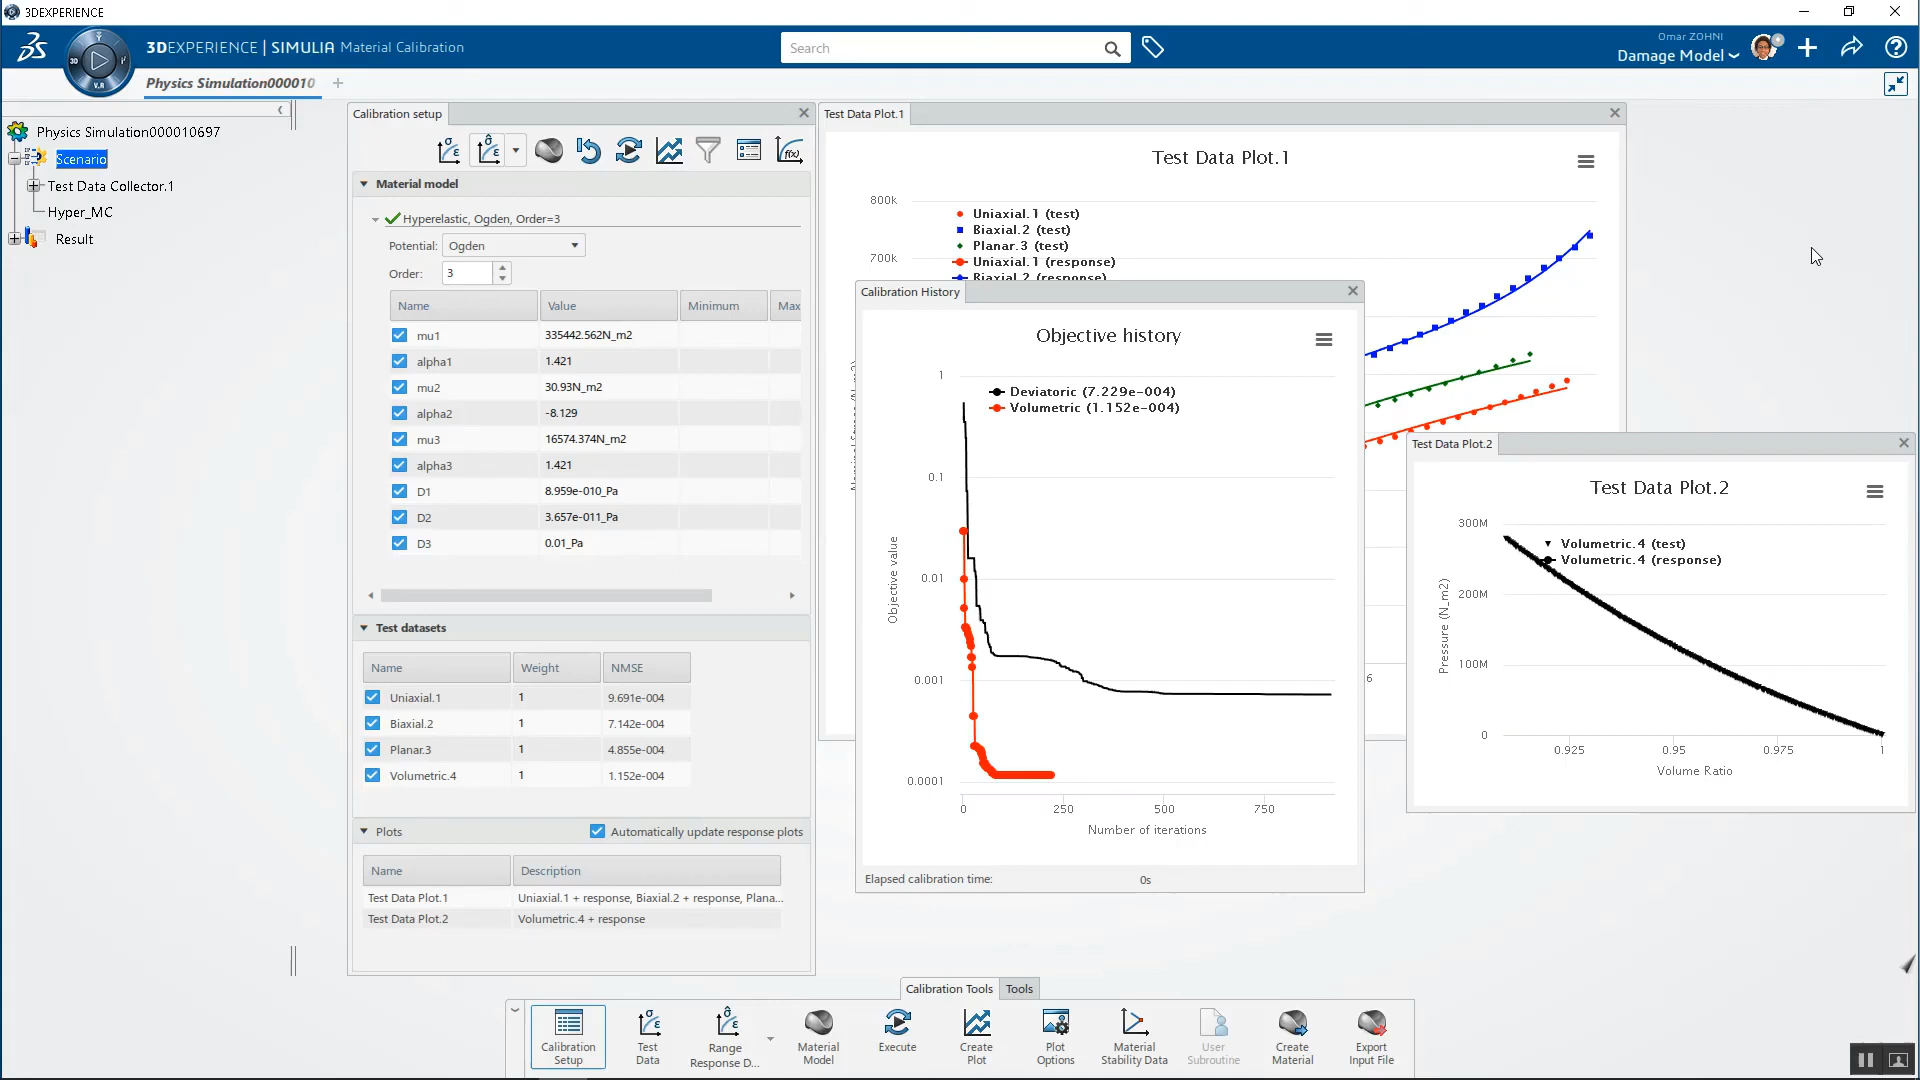 3DEXPERIENCE
3DEXPERIENCE | SIMULIA Material Calibration
Search
Omar ZOHNI
Damage Model
3D
V.R
Physics Simulation000010
Physics Simulation000010697
Scenario
Test Data Collector.1
Hyper_MC
Result
Calibration setup
Material model
Hyperelastic, Ogden, Order=3
Potential: Ogden
Order: 3
Name Value Minimum Max
mu1 335442.562N_m2
alpha1 1.421
mu2 30.93N_m2
alpha2 -8.129
mu3 16574.374N_m2
alpha3 1.421
D1 8.959e-010_Pa
D2 3.657e-011_Pa
D3 0.01_Pa
Test datasets
Name Weight NMSE
Uniaxial.1 1 9.691e-004
Biaxial.2 1 7.142e-004
Planar.3 1 4.855e-004
Volumetric.4 1 1.152e-004
Plots
Automatically update response plots
Name Description
Test Data Plot.1 Uniaxial.1 + response, Biaxial.2 + response, Plana...
Test Data Plot.2 Volumetric.4 + response
Test Data Plot.1
Test Data Plot.1
800k
700k
Uniaxial.1 (test)
Biaxial.2 (test)
Planar.3 (test)
Uniaxial.1 (response)
Biaxial.2 (response)
6
Calibration History
Objective history
Deviatoric (7.229e-004)
Volumetric (1.152e-004)
1
0.1
0.01
0.001
0.0001
Objective value
0 250 500 750
Number of iterations
Elapsed calibration time: 0s
Test Data Plot.2
Test Data Plot.2
Volumetric.4 (test)
Volumetric.4 (response)
300M
200M
100M
0
Pressure (N_m2)
0.925 0.95 0.975 1
Volume Ratio
Calibration Tools Tools
Calibration Setup
Test Data
Range Response D...
Material Model
Execute
Create Plot
Plot Options
Material Stability Data
User Subroutine
Create Material
Export Input File